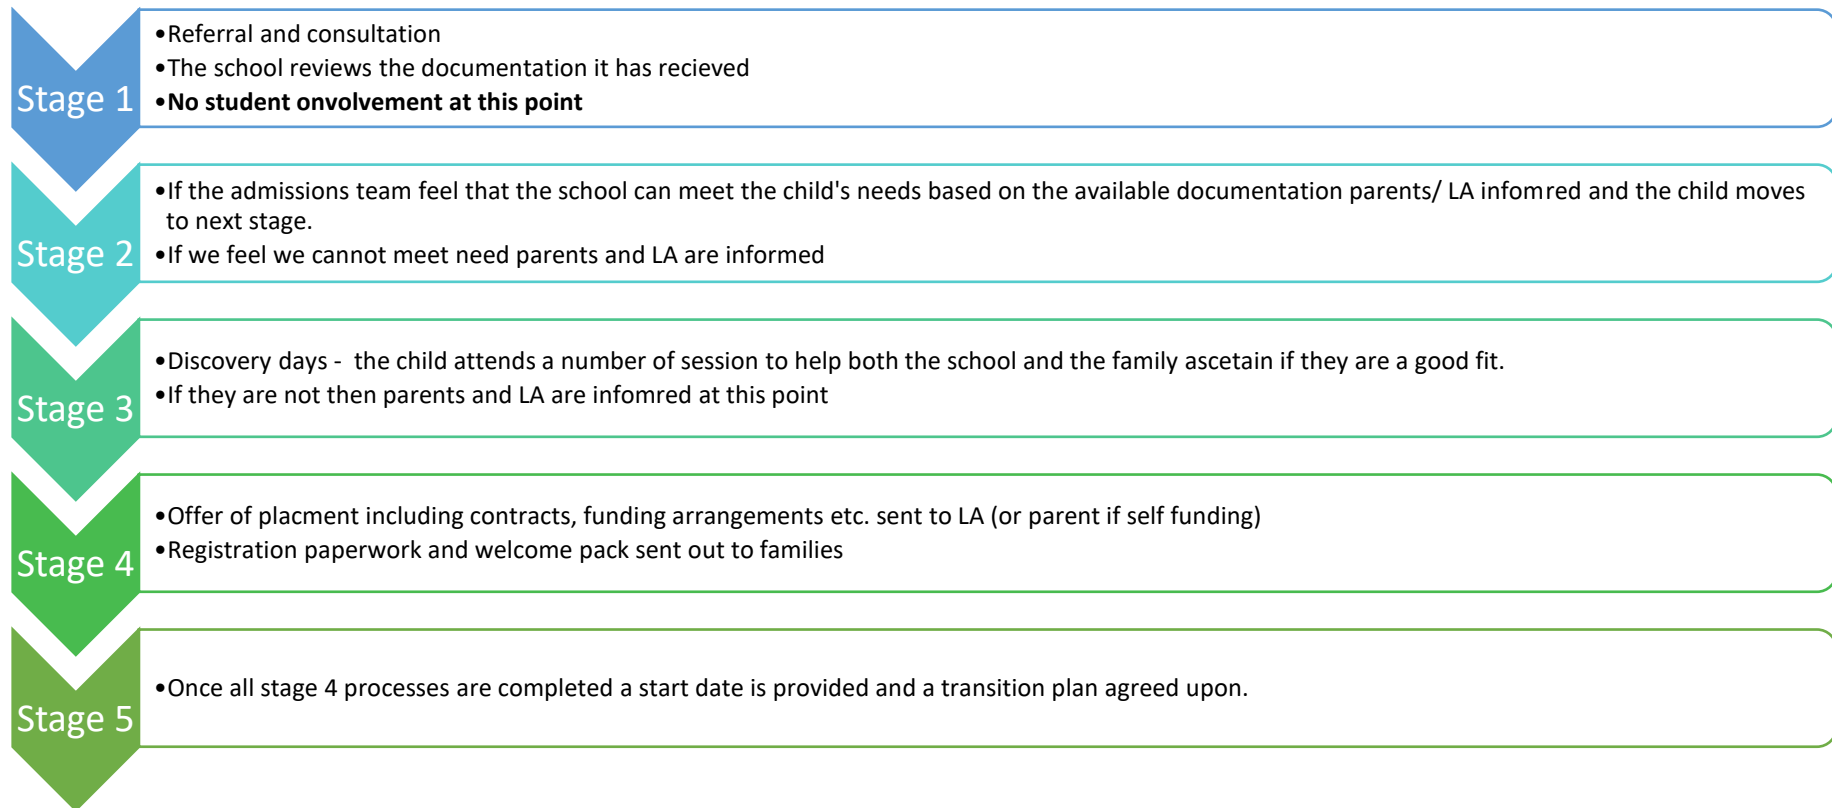 Stage 1
•Referral and consultation
•The school reviews the documentation it has recieved
•No student onvolvement at this point
Stage 2
•If the admissions team feel that the school can meet the child's needs based on the available documentation parents/ LA infomred and the child moves
to next stage.
•If we feel we cannot meet need parents and LA are informed
Stage 3
•Discovery days -  the child attends a number of session to help both the school and the family ascetain if they are a good fit.
•If they are not then parents and LA are infomred at this point
Stage 4
•Offer of placment including contracts, funding arrangements etc. sent to LA (or parent if self funding)
•Registration paperwork and welcome pack sent out to families
Stage 5
•Once all stage 4 processes are completed a start date is provided and a transition plan agreed upon.